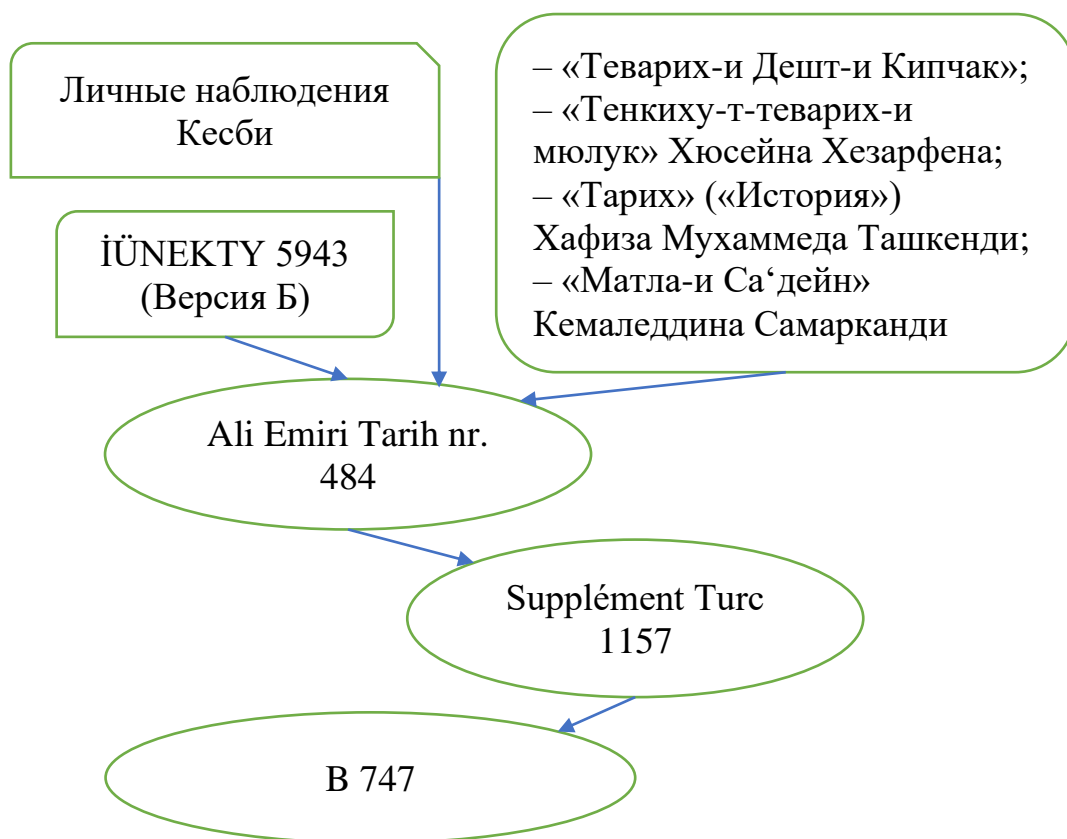 Личные наблюдения
Кесби
– «Теварих-и Дешт-и Кипчак»;
– «Тенкиху-т-теварих-и
мюлук» Хюсейна Хезарфена;
– «Тарих» («История»)
Хафиза Мухаммеда Ташкенди;
– «Матла-и Са‘дейн»
Кемаледдина Самарканди
İÜNEKTY 5943
(Версия Б)
Ali Emiri Tarih nr.
484
Supplément Turc
1157
В 747